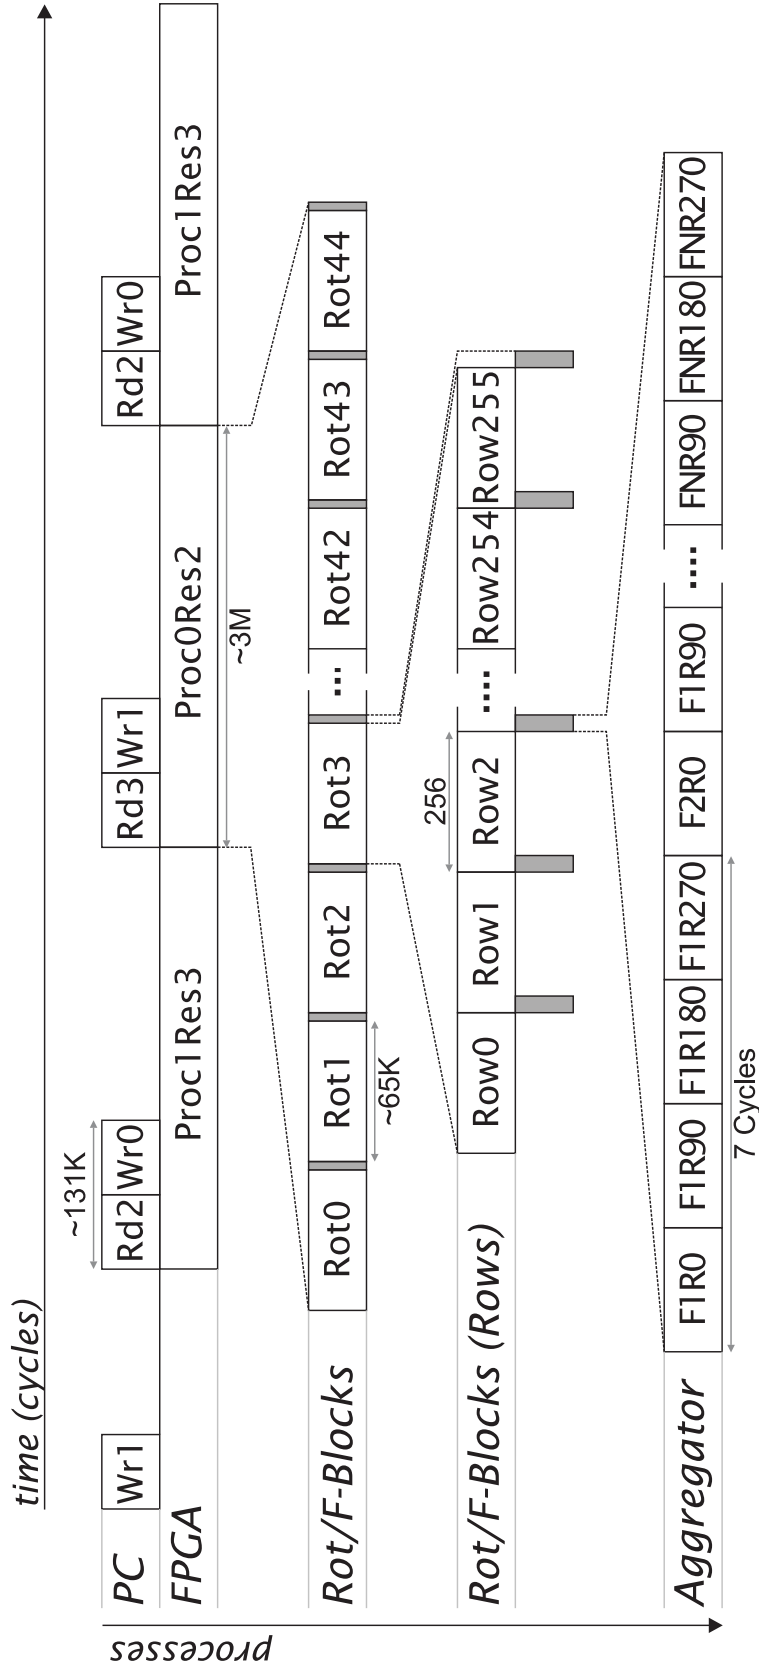 time (cycles)
processes
PC
Wr1
Rd2
Wr0
~131K
Rd3
Wr1
Rd2
Wr0
FPGA
Proc1Res3
Proc0Res2
Proc1Res3
~3M
Rot/F-Blocks
Rot0
Rot1
Rot2
Rot3
...
Rot42
Rot43
Rot44
~65K
Rot/F-Blocks (Rows)
Row0
Row1
Row2
....
Row254
Row255
256
Aggregator
F1R0
F1R90
F1R180
F1R270
F2R0
F1R90
....
FNR90
FNR180
FNR270
7 Cycles